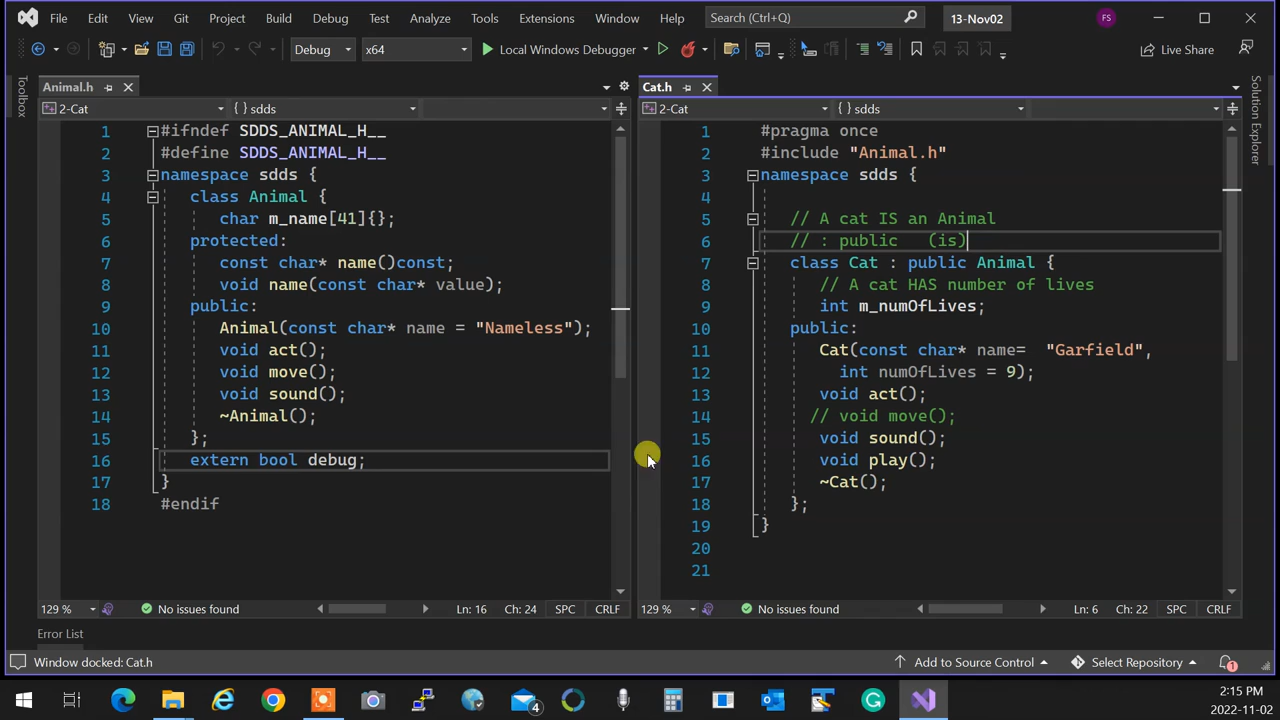 File Edit View Git Project Build Debug Test Analyze Tools Extensions Window Help Search (Ctrl+Q) 13-Nov02 FS
Debug x64 Local Windows Debugger Live Share
Toolbox
Animal.h
2-Cat { } sdds
1 #ifndef SDDS_ANIMAL_H__
2 #define SDDS_ANIMAL_H__
3 namespace sdds {
4 class Animal {
5 char m_name[41]{};
6 protected:
7 const char* name()const;
8 void name(const char* value);
9 public:
10 Animal(const char* name = "Nameless");
11 void act();
12 void move();
13 void sound();
14 ~Animal();
15 };
16 extern bool debug;
17 }
18 #endif
129 % No issues found Ln: 16 Ch: 24 SPC CRLF
Cat.h
2-Cat { } sdds
1 #pragma once
2 #include "Animal.h"
3 namespace sdds {
4
5 // A cat IS an Animal
6 // : public (is)
7 class Cat : public Animal {
8 // A cat HAS number of lives
9 int m_numOfLives;
10 public:
11 Cat(const char* name= "Garfield",
12 int numOfLives = 9);
13 void act();
14 // void move();
15 void sound();
16 void play();
17 ~Cat();
18 };
19 }
20
21
129 % No issues found Ln: 6 Ch: 22 SPC CRLF
Solution Explorer
Error List
Window docked: Cat.h Add to Source Control Select Repository 1
4
2:15 PM
2022-11-02